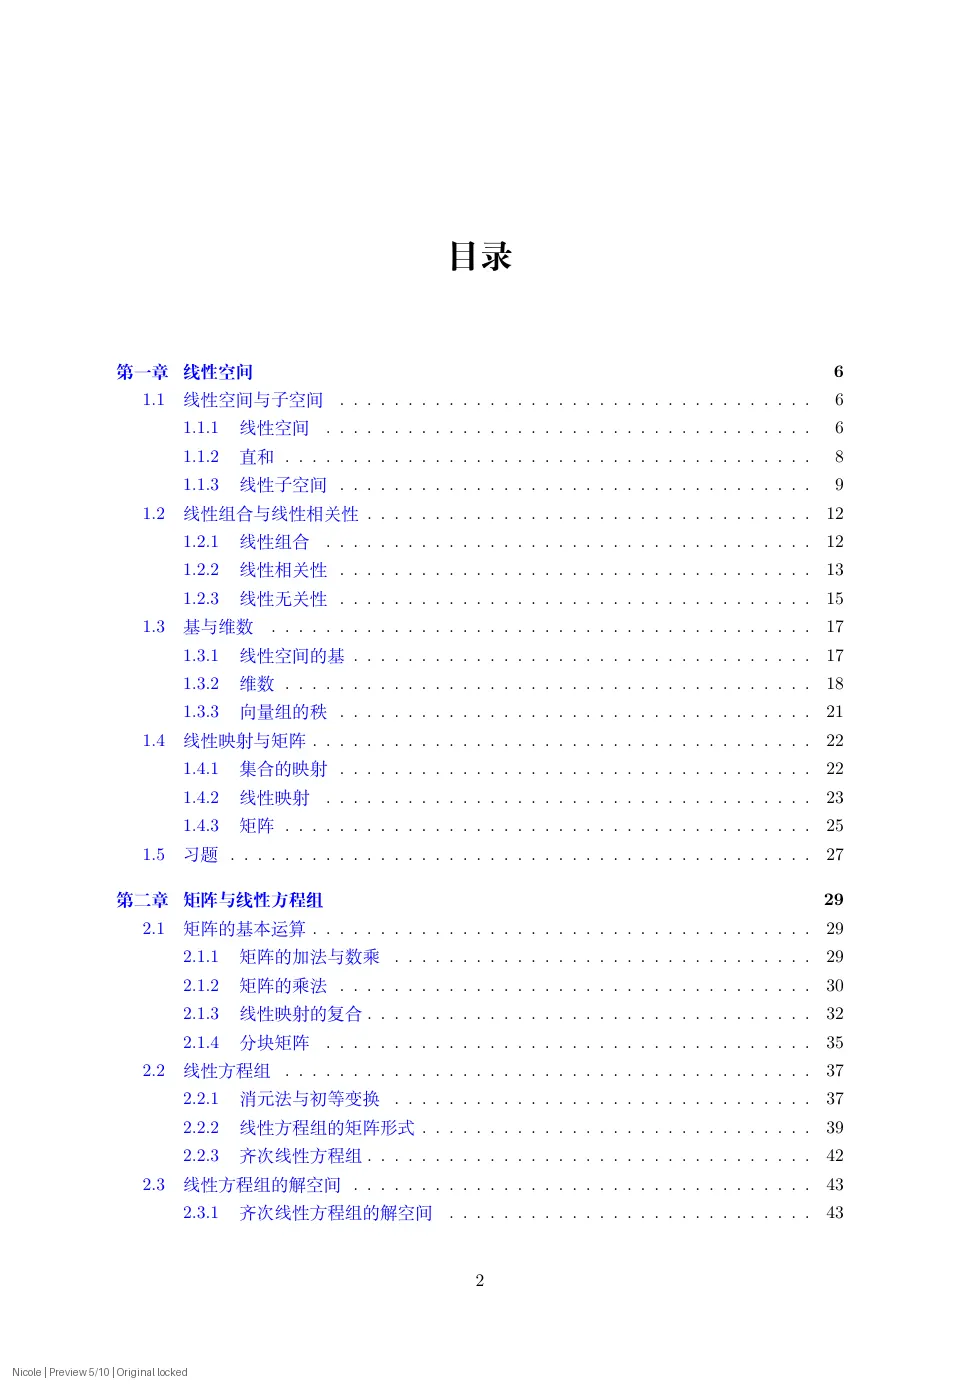 目录
第一章 线性空间 6
1.1 线性空间与子空间 . . . . . . . . . . . . . . . . . . . . . . . . . . . . . . . . . . . 6
1.1.1 线性空间 . . . . . . . . . . . . . . . . . . . . . . . . . . . . . . . . . . . . 6
1.1.2 直和 . . . . . . . . . . . . . . . . . . . . . . . . . . . . . . . . . . . . . . . 8
1.1.3 线性子空间 . . . . . . . . . . . . . . . . . . . . . . . . . . . . . . . . . . . 9
1.2 线性组合与线性相关性 . . . . . . . . . . . . . . . . . . . . . . . . . . . . . . . . . 12
1.2.1 线性组合 . . . . . . . . . . . . . . . . . . . . . . . . . . . . . . . . . . . . 12
1.2.2 线性相关性 . . . . . . . . . . . . . . . . . . . . . . . . . . . . . . . . . . . 13
1.2.3 线性无关性 . . . . . . . . . . . . . . . . . . . . . . . . . . . . . . . . . . . 15
1.3 基与维数 . . . . . . . . . . . . . . . . . . . . . . . . . . . . . . . . . . . . . . . . 17
1.3.1 线性空间的基 . . . . . . . . . . . . . . . . . . . . . . . . . . . . . . . . . . 17
1.3.2 维数 . . . . . . . . . . . . . . . . . . . . . . . . . . . . . . . . . . . . . . . 18
1.3.3 向量组的秩 . . . . . . . . . . . . . . . . . . . . . . . . . . . . . . . . . . . 21
1.4 线性映射与矩阵 . . . . . . . . . . . . . . . . . . . . . . . . . . . . . . . . . . . . . 22
1.4.1 集合的映射 . . . . . . . . . . . . . . . . . . . . . . . . . . . . . . . . . . . 22
1.4.2 线性映射 . . . . . . . . . . . . . . . . . . . . . . . . . . . . . . . . . . . . 23
1.4.3 矩阵 . . . . . . . . . . . . . . . . . . . . . . . . . . . . . . . . . . . . . . . 25
1.5 习题 . . . . . . . . . . . . . . . . . . . . . . . . . . . . . . . . . . . . . . . . . . . 27
第二章 矩阵与线性方程组 29
2.1 矩阵的基本运算 . . . . . . . . . . . . . . . . . . . . . . . . . . . . . . . . . . . . . 29
2.1.1 矩阵的加法与数乘 . . . . . . . . . . . . . . . . . . . . . . . . . . . . . . . 29
2.1.2 矩阵的乘法 . . . . . . . . . . . . . . . . . . . . . . . . . . . . . . . . . . . 30
2.1.3 线性映射的复合 . . . . . . . . . . . . . . . . . . . . . . . . . . . . . . . . . 32
2.1.4 分块矩阵 . . . . . . . . . . . . . . . . . . . . . . . . . . . . . . . . . . . . 35
2.2 线性方程组 . . . . . . . . . . . . . . . . . . . . . . . . . . . . . . . . . . . . . . . 37
2.2.1 消元法与初等变换 . . . . . . . . . . . . . . . . . . . . . . . . . . . . . . . 37
2.2.2 线性方程组的矩阵形式 . . . . . . . . . . . . . . . . . . . . . . . . . . . . . 39
2.2.3 齐次线性方程组 . . . . . . . . . . . . . . . . . . . . . . . . . . . . . . . . . 42
2.3 线性方程组的解空间 . . . . . . . . . . . . . . . . . . . . . . . . . . . . . . . . . . 43
2.3.1 齐次线性方程组的解空间 . . . . . . . . . . . . . . . . . . . . . . . . . . . 43
2
Nicole | Preview 5/10 | Original locked